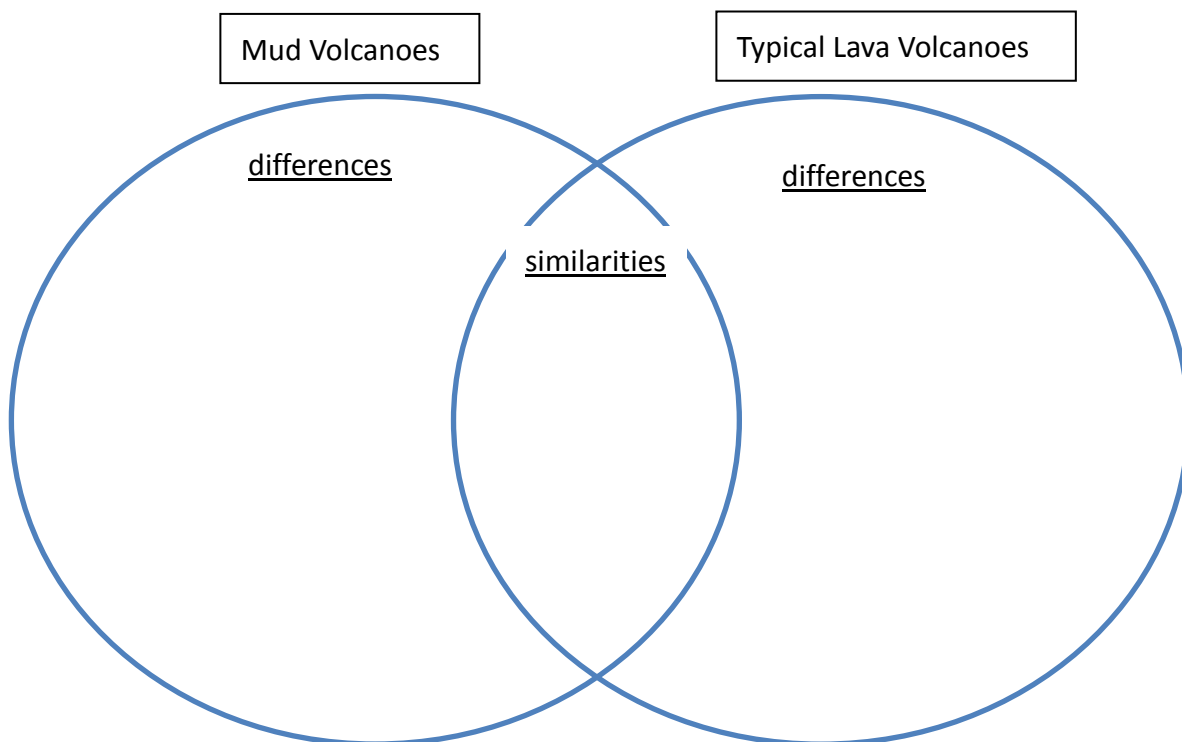 Mud Volcanoes
Typical Lava Volcanoes
differences
differences
similarities